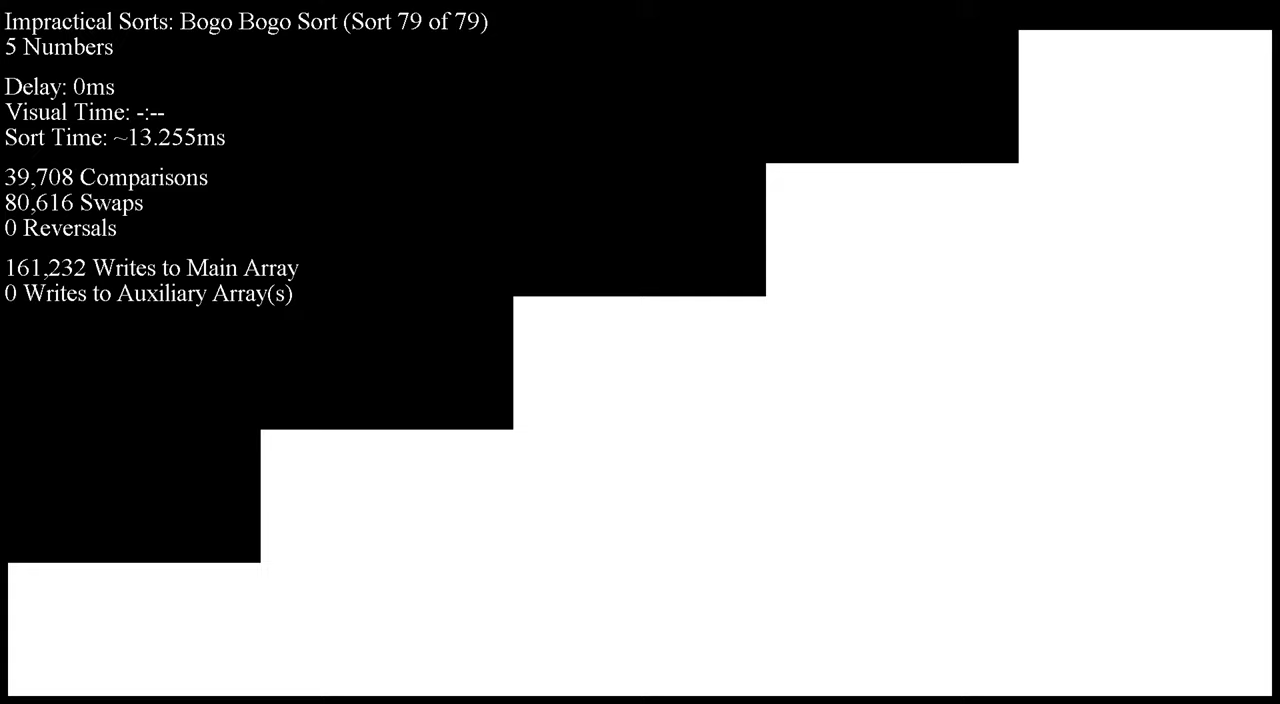 Impractical Sorts: Bogo Bogo Sort (Sort 79 of 79)
5 Numbers
Delay: 0ms
Visual Time: -:--
Sort Time: ~13.255ms
39,708 Comparisons
80,616 Swaps
0 Reversals
161,232 Writes to Main Array
0 Writes to Auxiliary Array(s)